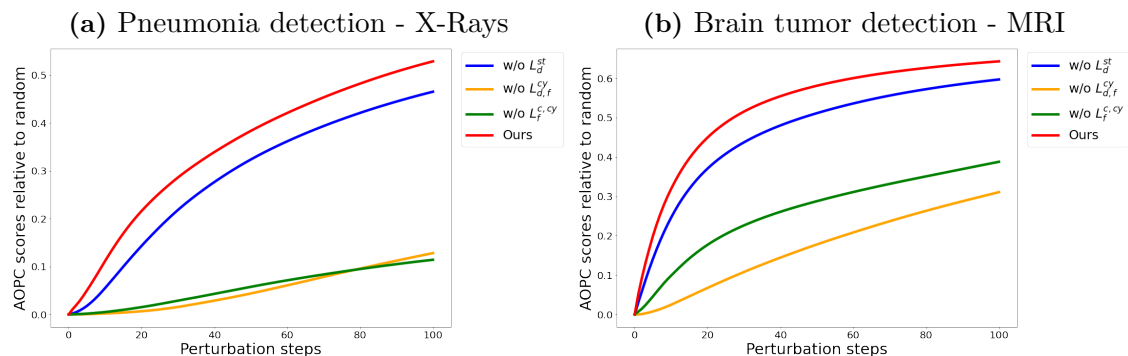 (a) Pneumonia detection - X-Rays
AOPC scores relative to random
0.5
0.4
0.3
0.2
0.1
0.0
0 20 40 60 80 100
Perturbation steps
w/o L_d^{st}
w/o L_{d,f}^{cy}
w/o L_f^{c,cy}
Ours
(b) Brain tumor detection - MRI
AOPC scores relative to random
0.6
0.5
0.4
0.3
0.2
0.1
0.0
0 20 40 60 80 100
Perturbation steps
w/o L_d^{st}
w/o L_{d,f}^{cy}
w/o L_f^{c,cy}
Ours